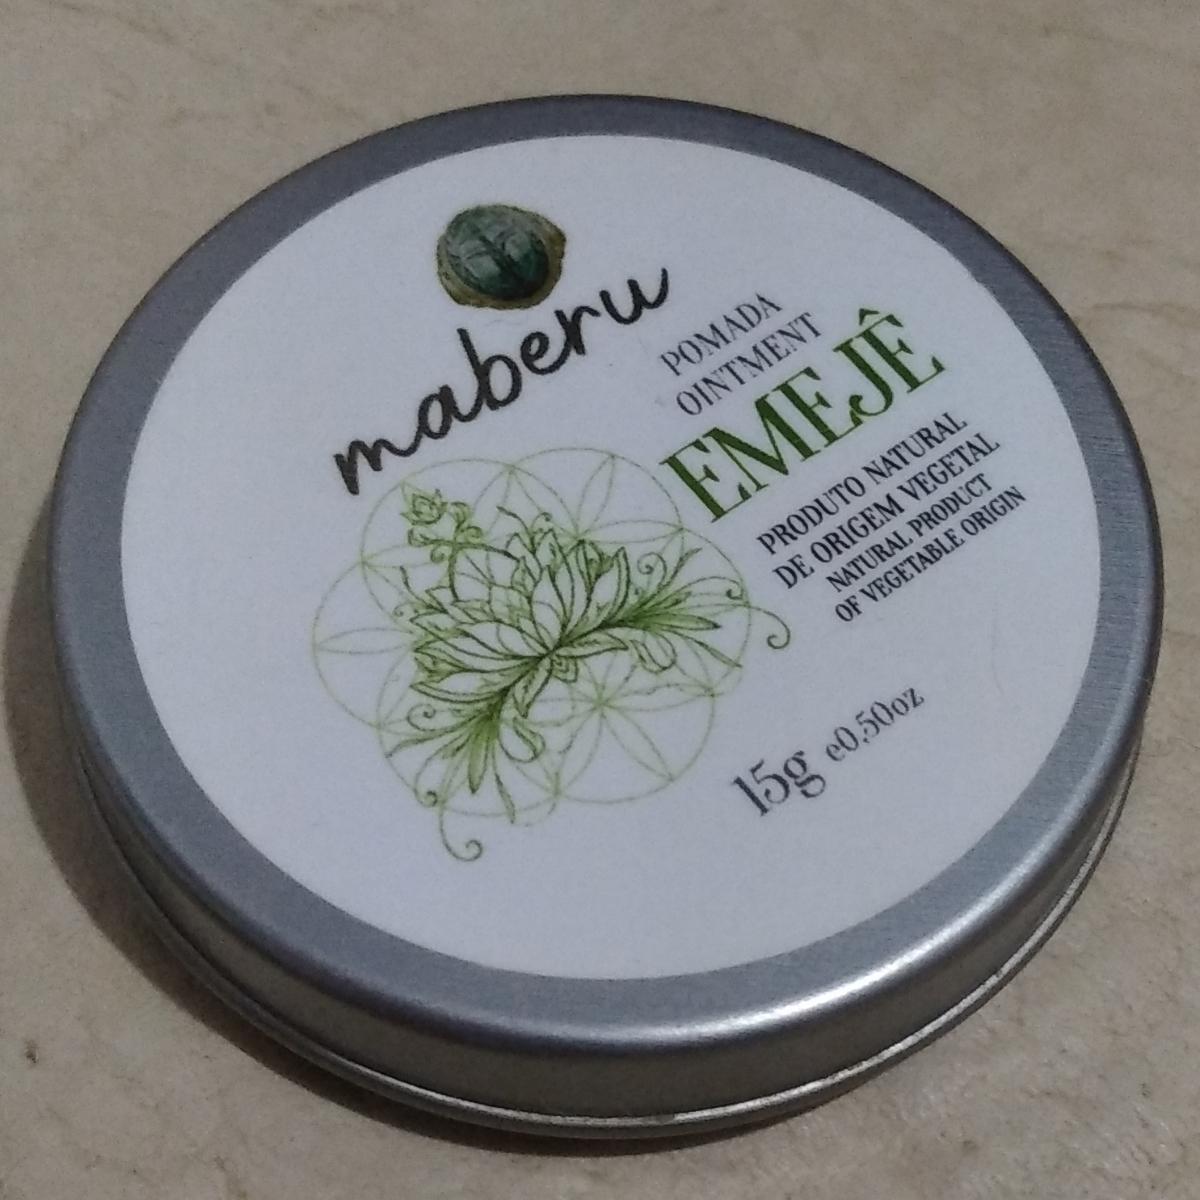 maberu
POMADA
OINTMENT
EMEJÊ
PRODUTO NATURAL
DE ORIGEM VEGETAL
NATURAL PRODUCT
OF VEGETABLE ORIGIN
15g e0,50oz